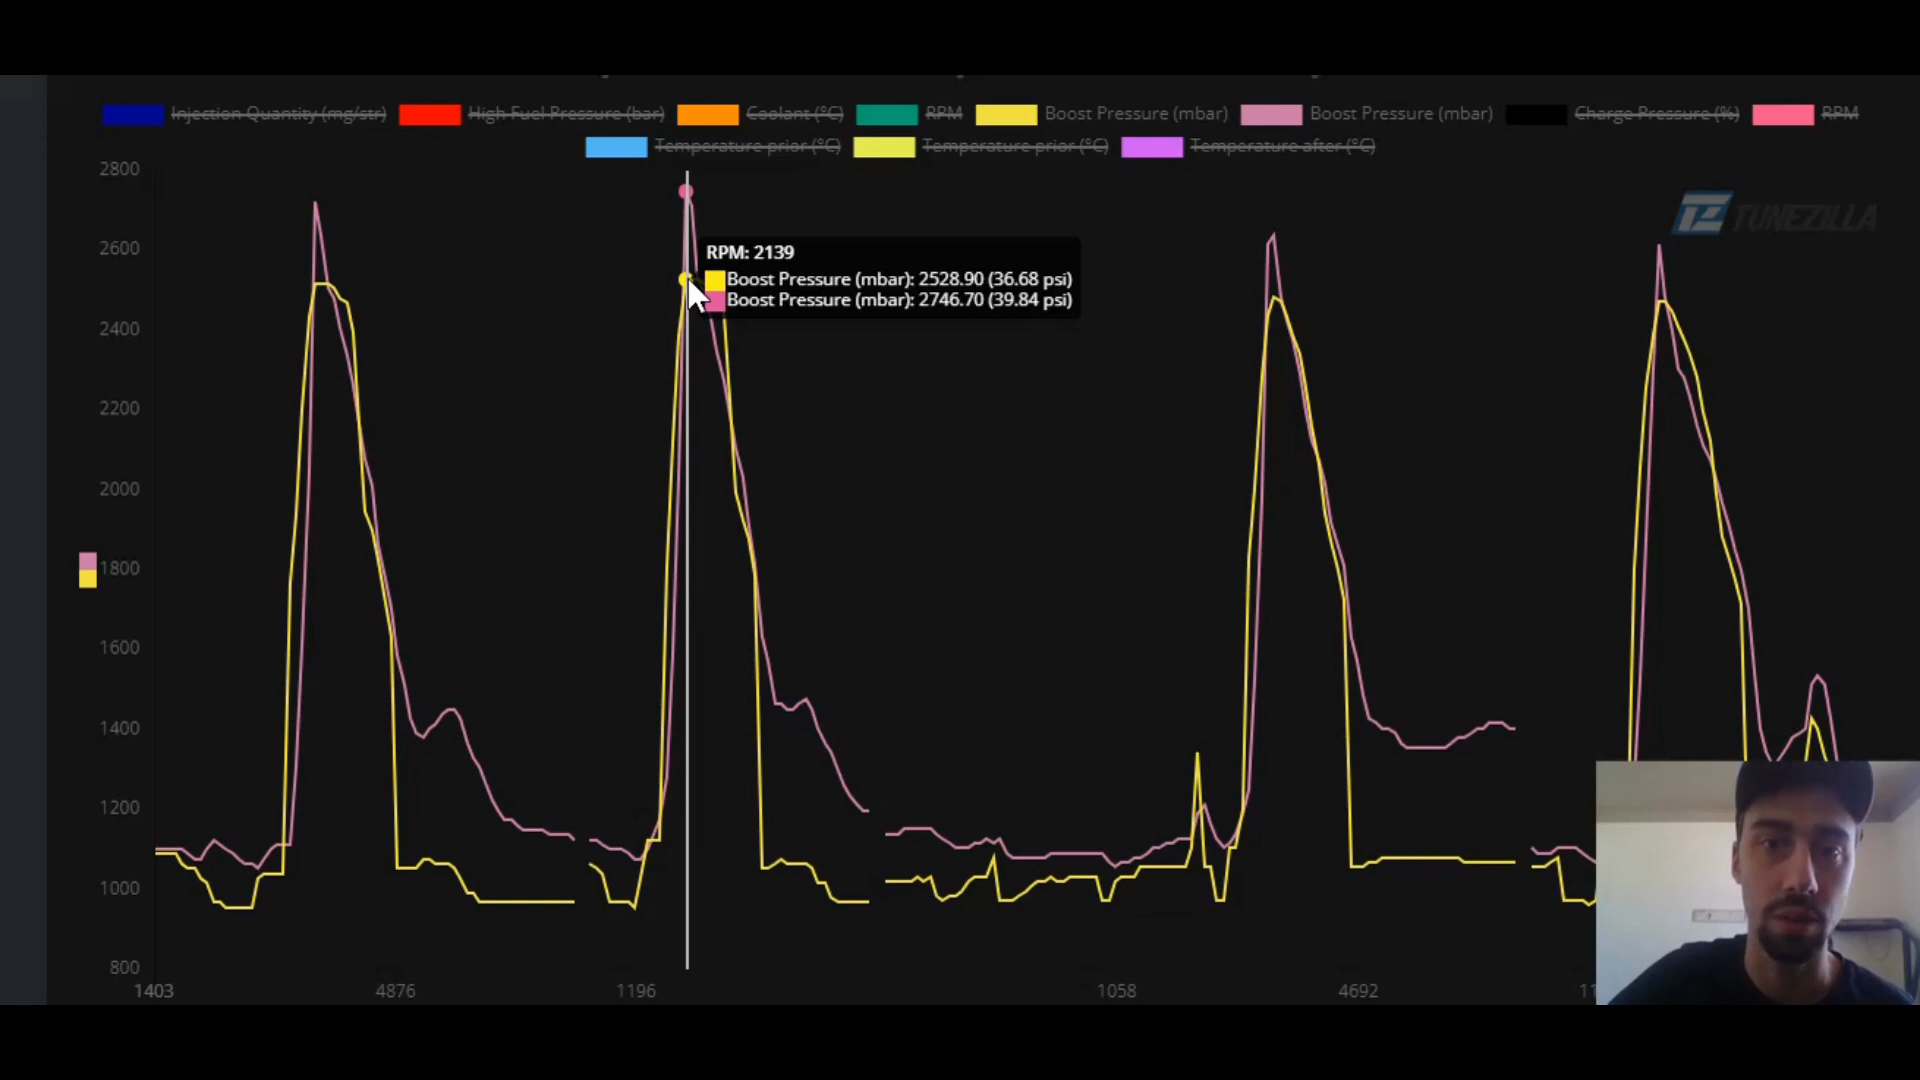 Injection Quantity (mg/str) High Fuel Pressure (bar) Coolant (°C) RPM Boost Pressure (mbar) Boost Pressure (mbar) Charge Pressure (%) RPM
Temperature prior (°C) Temperature prior (°C) Temperature after (°C)
2800
TUNEZILLA
2600
RPM: 2139
Boost Pressure (mbar): 2528.90 (36.68 psi)
Boost Pressure (mbar): 2746.70 (39.84 psi)
2400
2200
2000
1800
1600
1400
1200
1000
800
1403 4876 1196 1058 4692